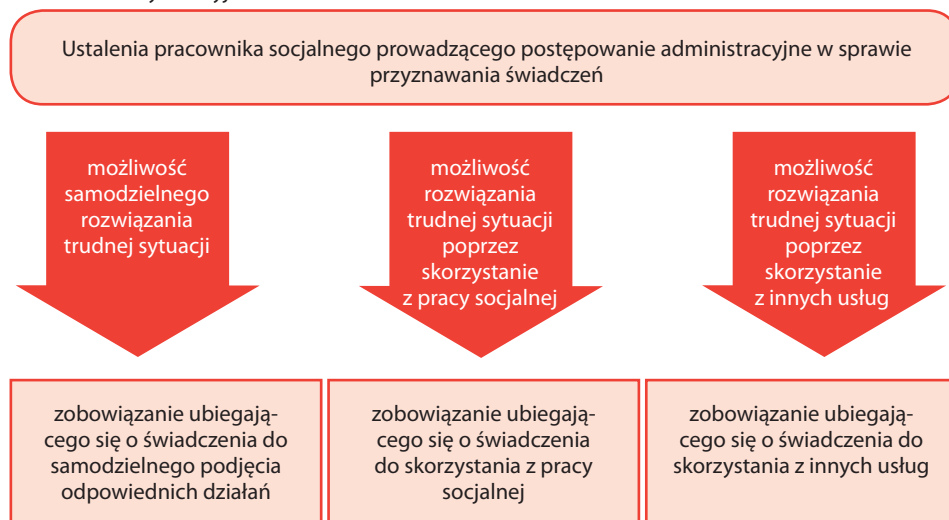 Ustalenia pracownika socjalnego prowadzącego postępowanie administracyjne w sprawie
przyznawania świadczeń
możliwość
samodzielnego
rozwiązania
trudnej sytuacji
możliwość
rozwiązania
trudnej sytuacji
poprzez
skorzystanie
z pracy socjalnej
możliwość
rozwiązania
trudnej sytuacji
poprzez
skorzystanie
z innych usług
zobowiązanie ubiegają-
cego się o świadczenia do
samodzielnego podjęcia
odpowiednich działań
zobowiązanie ubiegają-
cego się o świadczenia
do skorzystania z pracy
socjalnej
zobowiązanie ubiegają-
cego się o świadczenia do
skorzystania z innych usług